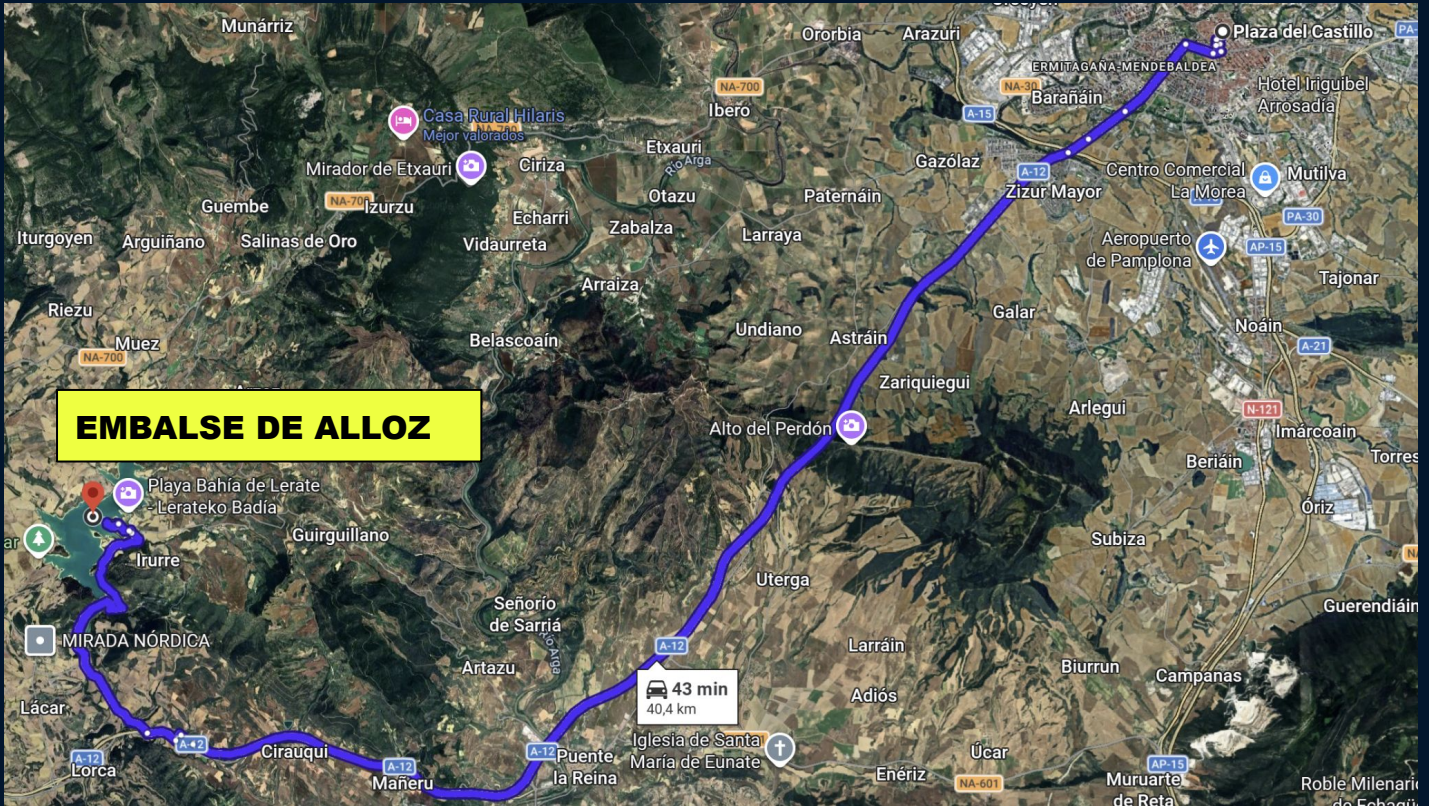 Munárriz
Ororbia
Arazuri
Plaza del Castillo
PA-
ERMITAGAÑA-MENDEBALDEA
NA-700
NA-30
Barañáin
Hotel Iriguibel
Arrosadía
Casa Rural Hilaris
Mejor valorados
Ibero
A-15
Etxauri
Río Arga
Mirador de Etxauri
Ciriza
Gazólaz
A-12
Centro Comercial
La Morea
Mutilva
Zizur Mayor
NA-700
Izurzu
Guembe
Otazu
Paternáin
Echarri
PA-30
Iturgoyen
Arguiñano
Salinas de Oro
Vidaurreta
Zabalza
Larraya
Aeropuerto
de Pamplona
AP-15
Arraiza
Tajonar
Riezu
Galar
Muez
NA-700
Belascoaín
Undiano
Astráin
Noáin
A-21
Zariquiegui
EMBALSE DE ALLOZ
Arlegui
N-121
Alto del Perdón
Imárcoain
Torres
Beriáin
Playa Bahía de Lerate
- Lerateko Badía
Óriz
ar
Guirguillano
Irurre
Subiza
Uterga
Señorío
de Sarriá
Río Arga
Guerendiáin
MIRADA NÓRDICA
A-12
Larráin
Artazu
Biurrun
Campanas
43 min
40,4 km
Adiós
Lácar
A-12
Cirauqui
A-12
Puente
la Reina
Iglesia de Santa
María de Eunate
Úcar
A-12
Lorca
A-12
Mañeru
Enériz
NA-601
AP-15
Muruarte
de Reta
Roble Milenario